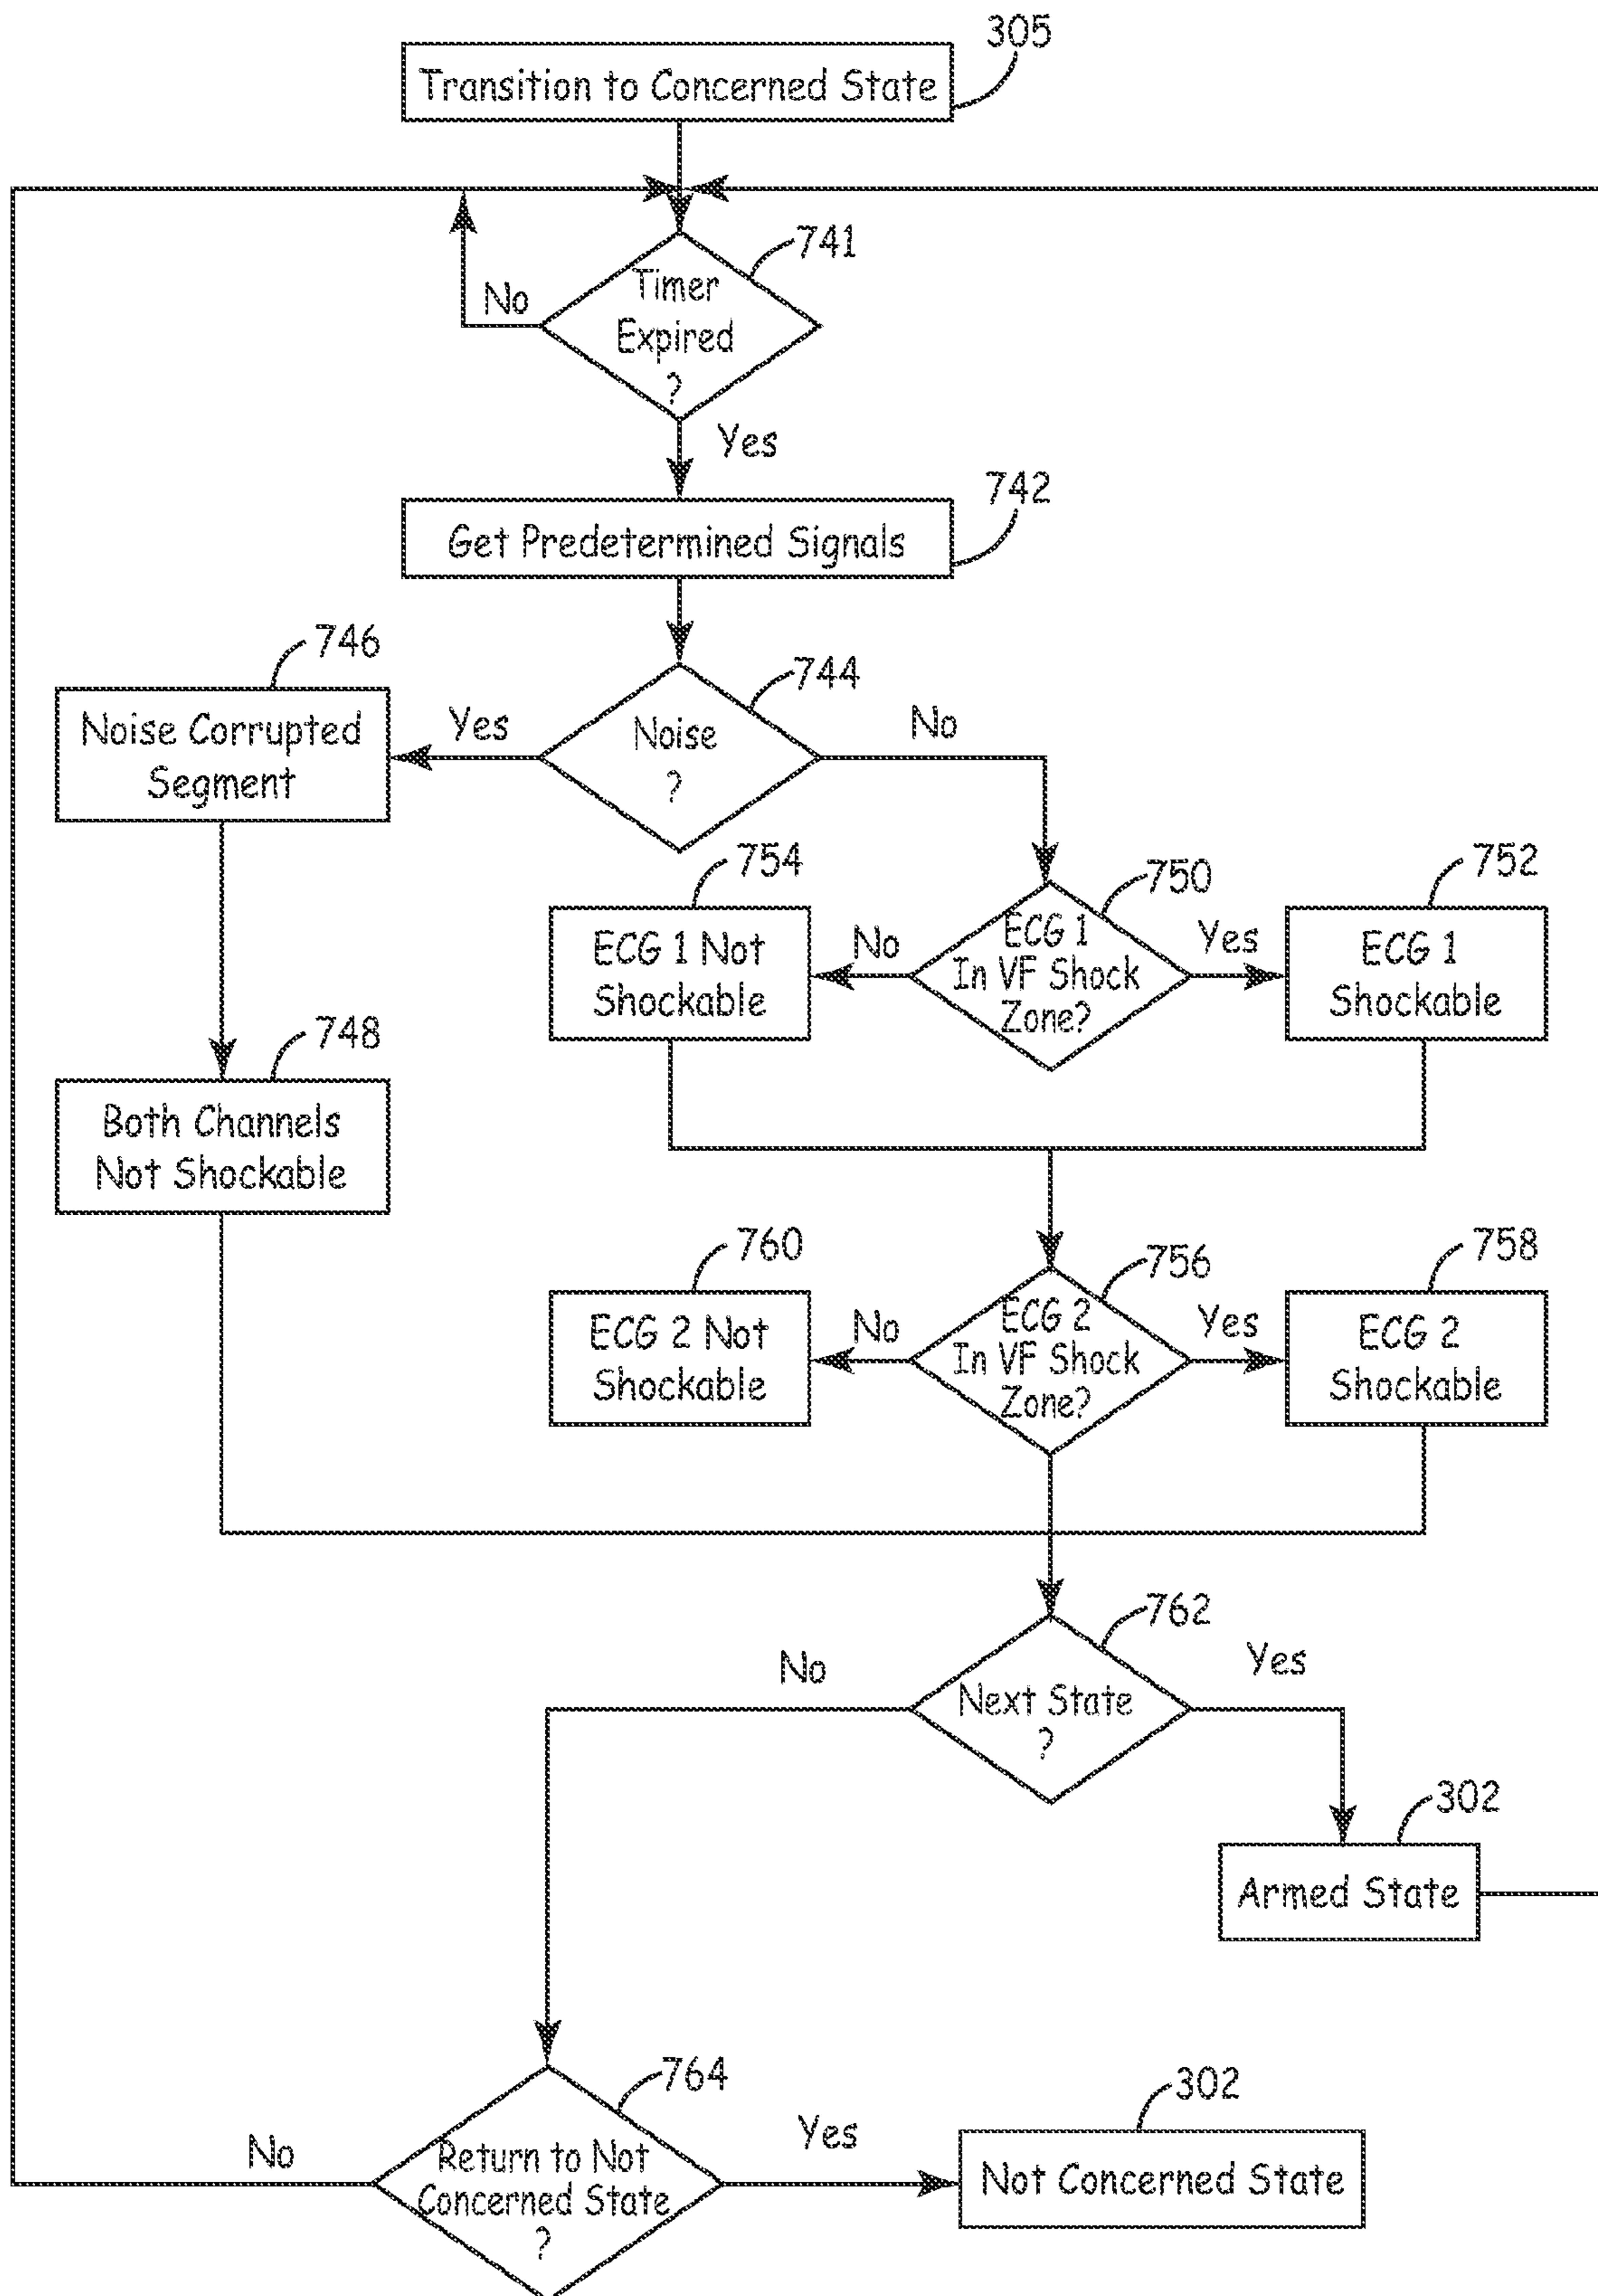 305
Transition to Concerned State
741
Timer
Expired
?
No
Yes
742
Get Predetermined Signals
746
744
Noise Corrupted
Segment
Yes
Noise
?
No
754
750
752
ECG 1 Not
Shockable
No
ECG 1
In VF Shock
Zone?
Yes
ECG 1
Shockable
748
Both Channels
Not Shockable
760
756
758
ECG 2 Not
Shockable
No
ECG 2
In VF Shock
Zone?
Yes
ECG 2
Shockable
762
No
Next State
?
Yes
302
Armed State
764
No
Return to Not
Concerned State
?
Yes
302
Not Concerned State